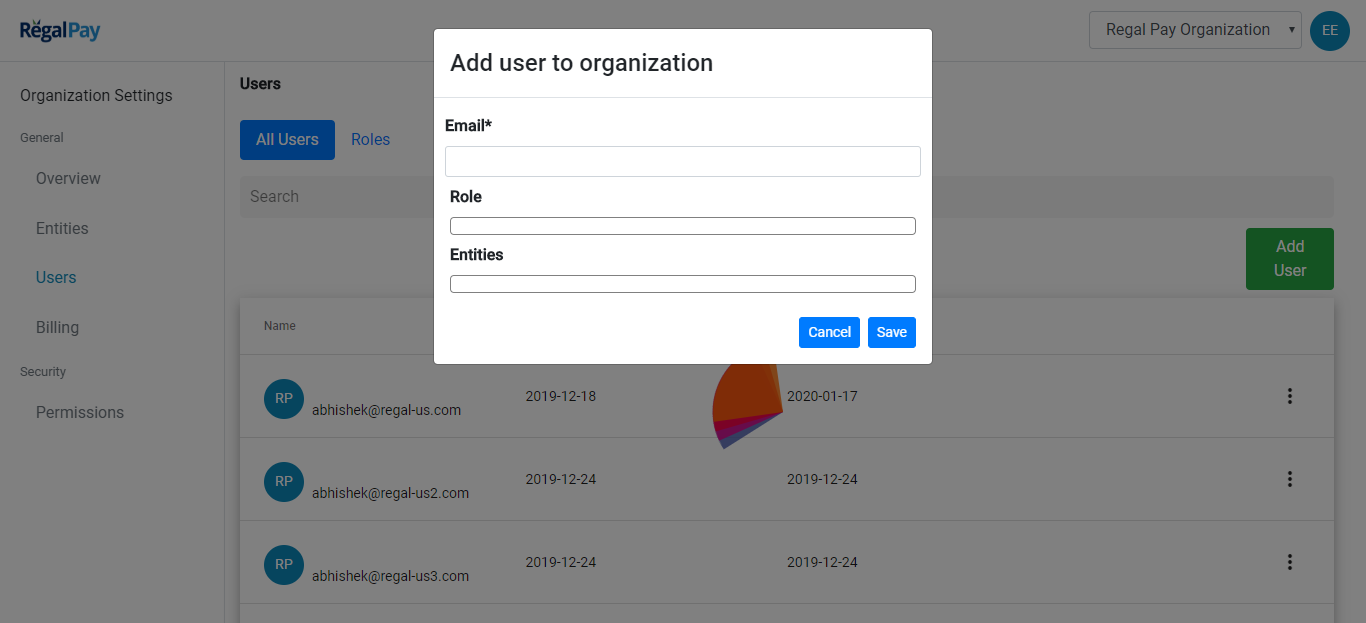 RegalPay
Regal Pay Organization
EE
Organization Settings
General
Overview
Entities
Users
Billing
Security
Permissions
Users
All Users
Roles
Search
Add
User
Add user to organization
Email*
Role
Entities
Cancel
Save
Name
RP
abhishek@regal-us.com
2019-12-18
2020-01-17
RP
abhishek@regal-us2.com
2019-12-24
2019-12-24
RP
abhishek@regal-us3.com
2019-12-24
2019-12-24